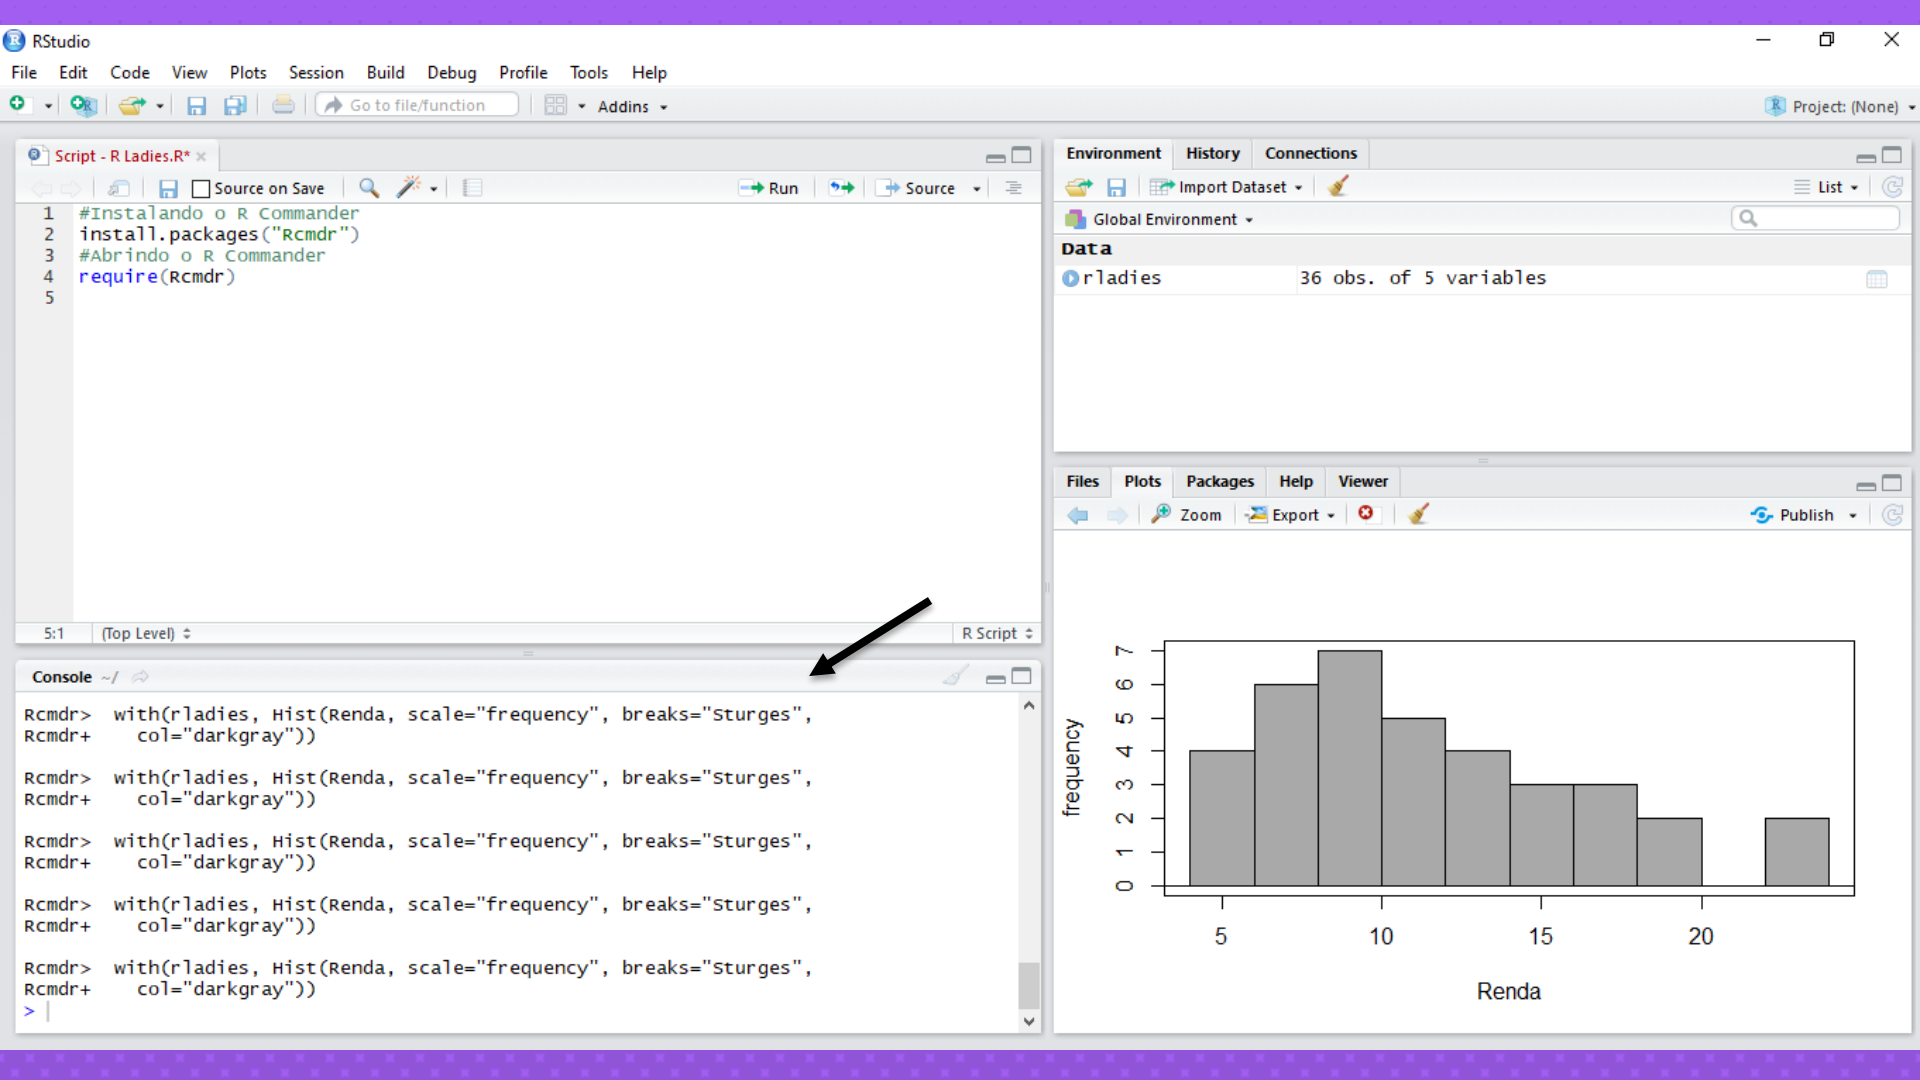 RStudio
File Edit Code View Plots Session Build Debug Profile Tools Help
Go to file/function Addins Project: (None)
Script - R Ladies.R*
Source on Save Run Source
1 #Instalando o R Commander
2 install.packages("Rcmdr")
3 #Abrindo o R Commander
4 require(Rcmdr)
5
5:1 (Top Level) R Script
Console ~/
Rcmdr> with(rladies, Hist(Renda, scale="frequency", breaks="Sturges",
Rcmdr+ col="darkgray"))
Rcmdr> with(rladies, Hist(Renda, scale="frequency", breaks="Sturges",
Rcmdr+ col="darkgray"))
Rcmdr> with(rladies, Hist(Renda, scale="frequency", breaks="Sturges",
Rcmdr+ col="darkgray"))
Rcmdr> with(rladies, Hist(Renda, scale="frequency", breaks="Sturges",
Rcmdr+ col="darkgray"))
Rcmdr> with(rladies, Hist(Renda, scale="frequency", breaks="Sturges",
Rcmdr+ col="darkgray"))
>
Environment History Connections
Import Dataset List
Global Environment
Data
rladies 36 obs. of 5 variables
Files Plots Packages Help Viewer
Zoom Export Publish
frequency
7
6
5
4
3
2
1
0
5 10 15 20
Renda